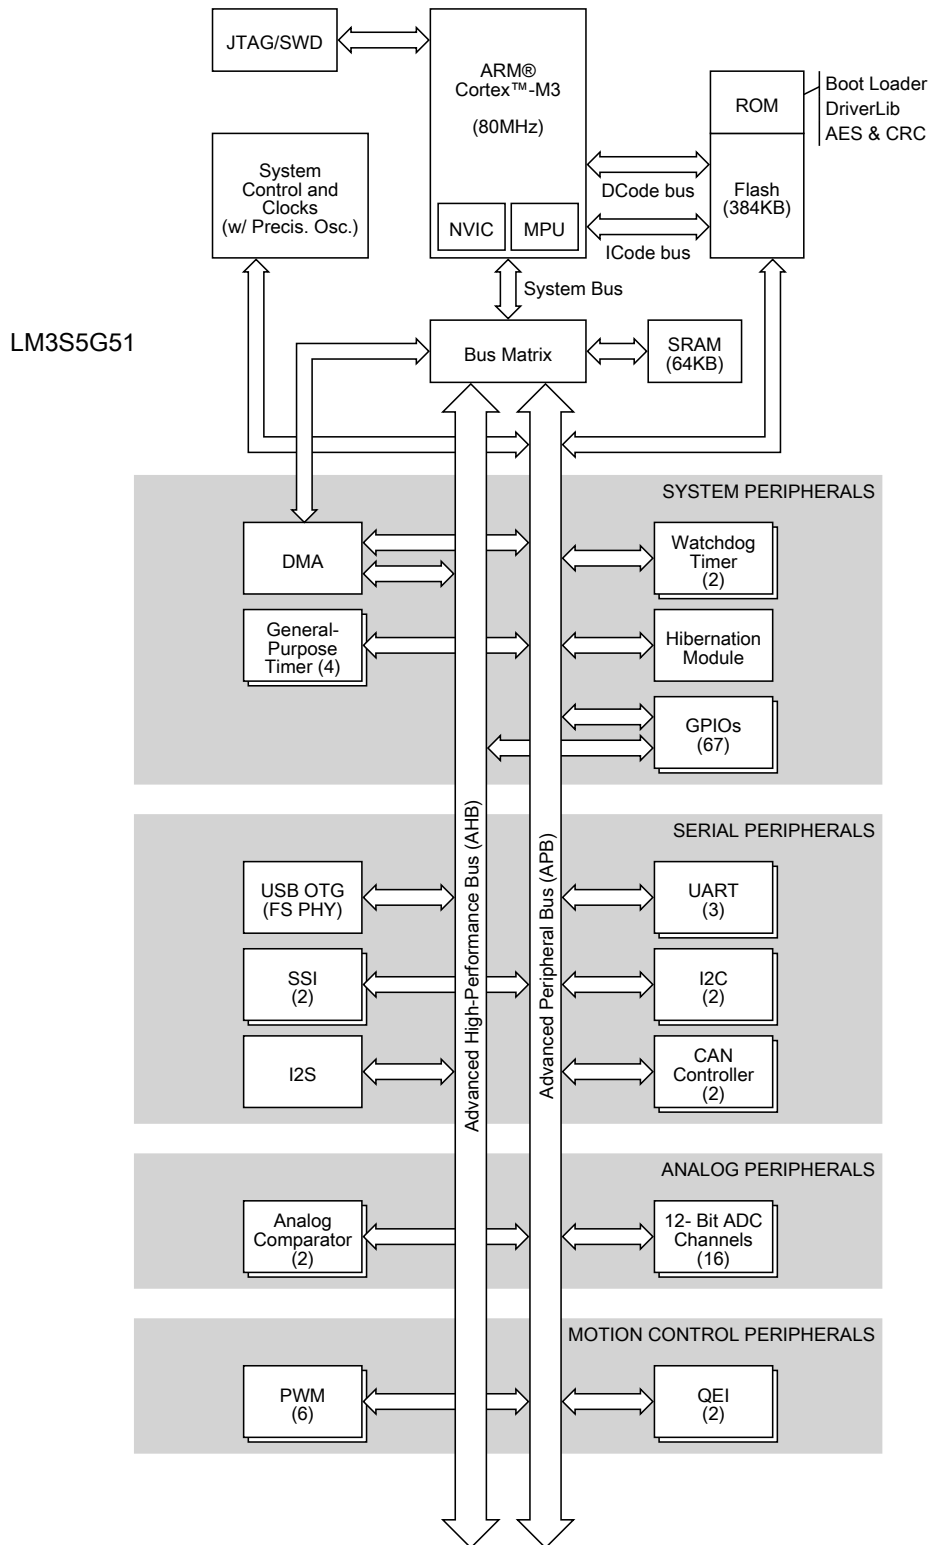 JTAG/SWD
ARM®
Cortex™-M3
(80MHz)
NVIC
MPU
ROM
Boot Loader
DriverLib
AES & CRC
Flash
(384KB)
DCode bus
ICode bus
System
Control and
Clocks
(w/ Precis. Osc.)
System Bus
LM3S5G51
Bus Matrix
SRAM
(64KB)
SYSTEM PERIPHERALS
DMA
Watchdog
Timer
(2)
General-
Purpose
Timer (4)
Hibernation
Module
GPIOs
(67)
Advanced High-Performance Bus (AHB)
Advanced Peripheral Bus (APB)
SERIAL PERIPHERALS
USB OTG
(FS PHY)
UART
(3)
SSI
(2)
I2C
(2)
I2S
CAN
Controller
(2)
ANALOG PERIPHERALS
Analog
Comparator
(2)
12- Bit ADC
Channels
(16)
MOTION CONTROL PERIPHERALS
PWM
(6)
QEI
(2)